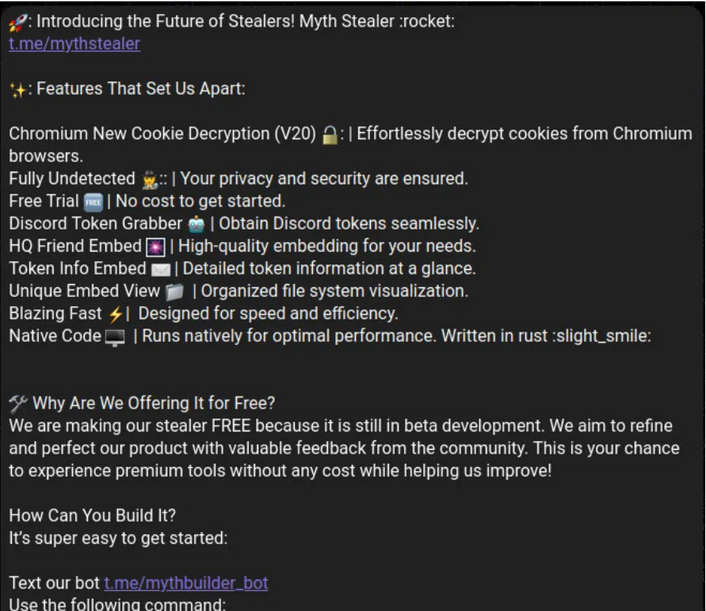 🚀: Introducing the Future of Stealers! Myth Stealer :rocket:
t.me/mythstealer
✨: Features That Set Us Apart:
Chromium New Cookie Decryption (V20) 🔒: | Effortlessly decrypt cookies from Chromium
browsers.
Fully Undetected 🕵️:: | Your privacy and security are ensured.
Free Trial 🆓 | No cost to get started.
Discord Token Grabber 🤖 | Obtain Discord tokens seamlessly.
HQ Friend Embed 🎆 | High-quality embedding for your needs.
Token Info Embed ✉️ | Detailed token information at a glance.
Unique Embed View 📁 | Organized file system visualization.
Blazing Fast ⚡| Designed for speed and efficiency.
Native Code 🖥️ | Runs natively for optimal performance. Written in rust :slight_smile:
🛠️ Why Are We Offering It for Free?
We are making our stealer FREE because it is still in beta development. We aim to refine
and perfect our product with valuable feedback from the community. This is your chance
to experience premium tools without any cost while helping us improve!
How Can You Build It?
It's super easy to get started:
Text our bot t.me/mythbuilder_bot
Use the following command: